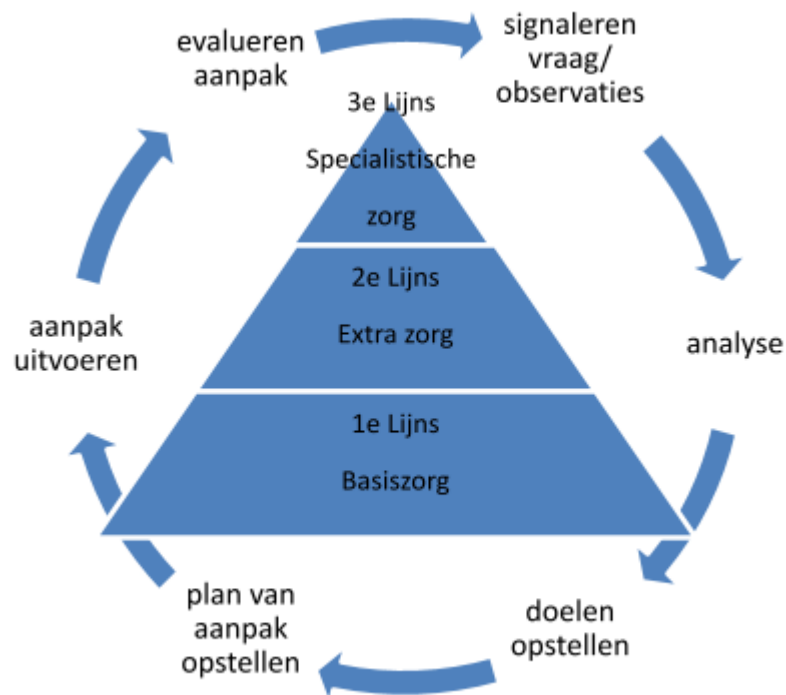 evalueren
aanpak
signaleren
vraag/
observaties
3e Lijns
Specialistische
zorg
2e Lijns
Extra zorg
1e Lijns
Basiszorg
analyse
doelen
opstellen
plan van
aanpak
opstellen
aanpak
uitvoeren